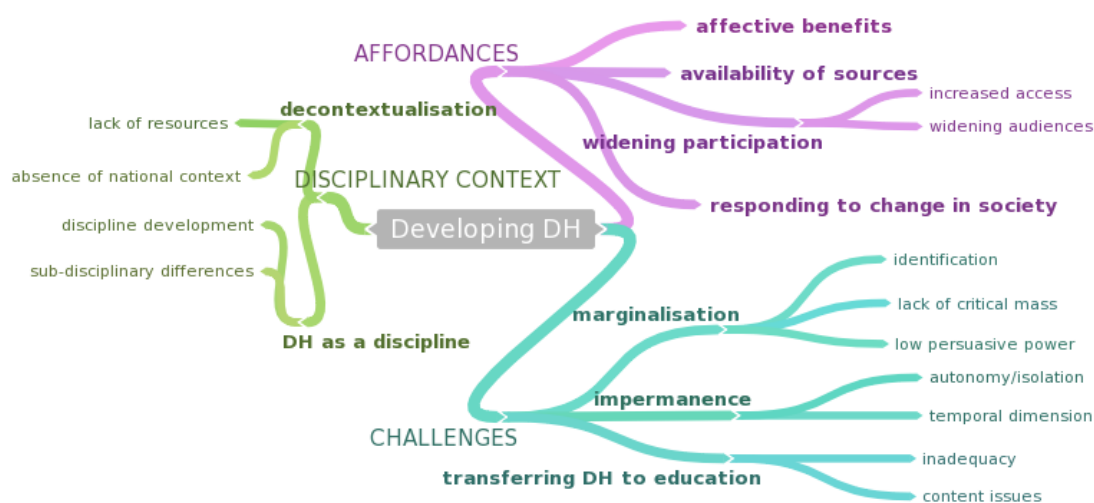 AFFORDANCES
affective benefits
availability of sources
widening participation
increased access
widening audiences
responding to change in society
DISCIPLINARY CONTEXT
decontextualisation
lack of resources
absence of national context
DH as a discipline
discipline development
sub-disciplinary differences
Developing DH
CHALLENGES
marginalisation
identification
lack of critical mass
low persuasive power
impermanence
autonomy/isolation
temporal dimension
transferring DH to education
inadequacy
content issues